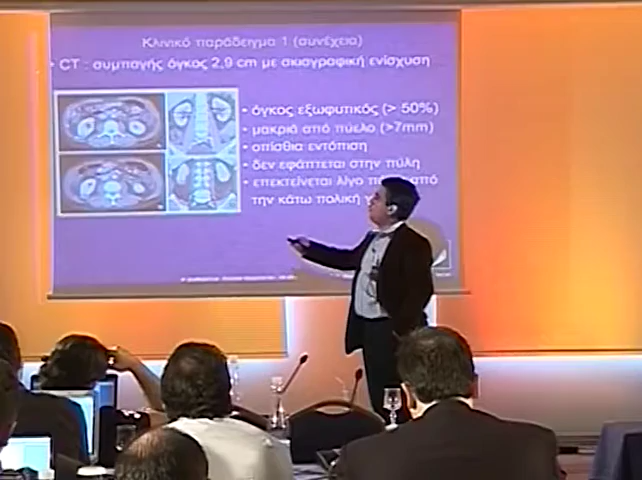 Κλινικό παράδειγμα 1 (συνέχεια)
• CT : συμπαγής όγκος 2,9 cm με σκιαγραφική ενίσχυση
• όγκος εξωφυτικός (> 50%)
• μακριά από πύελο (>7mm)
• οπίσθια εντόπιση
• δεν εφάπτεται στην πύλη
• επεκτείνεται λίγο από
την κάτω πολική